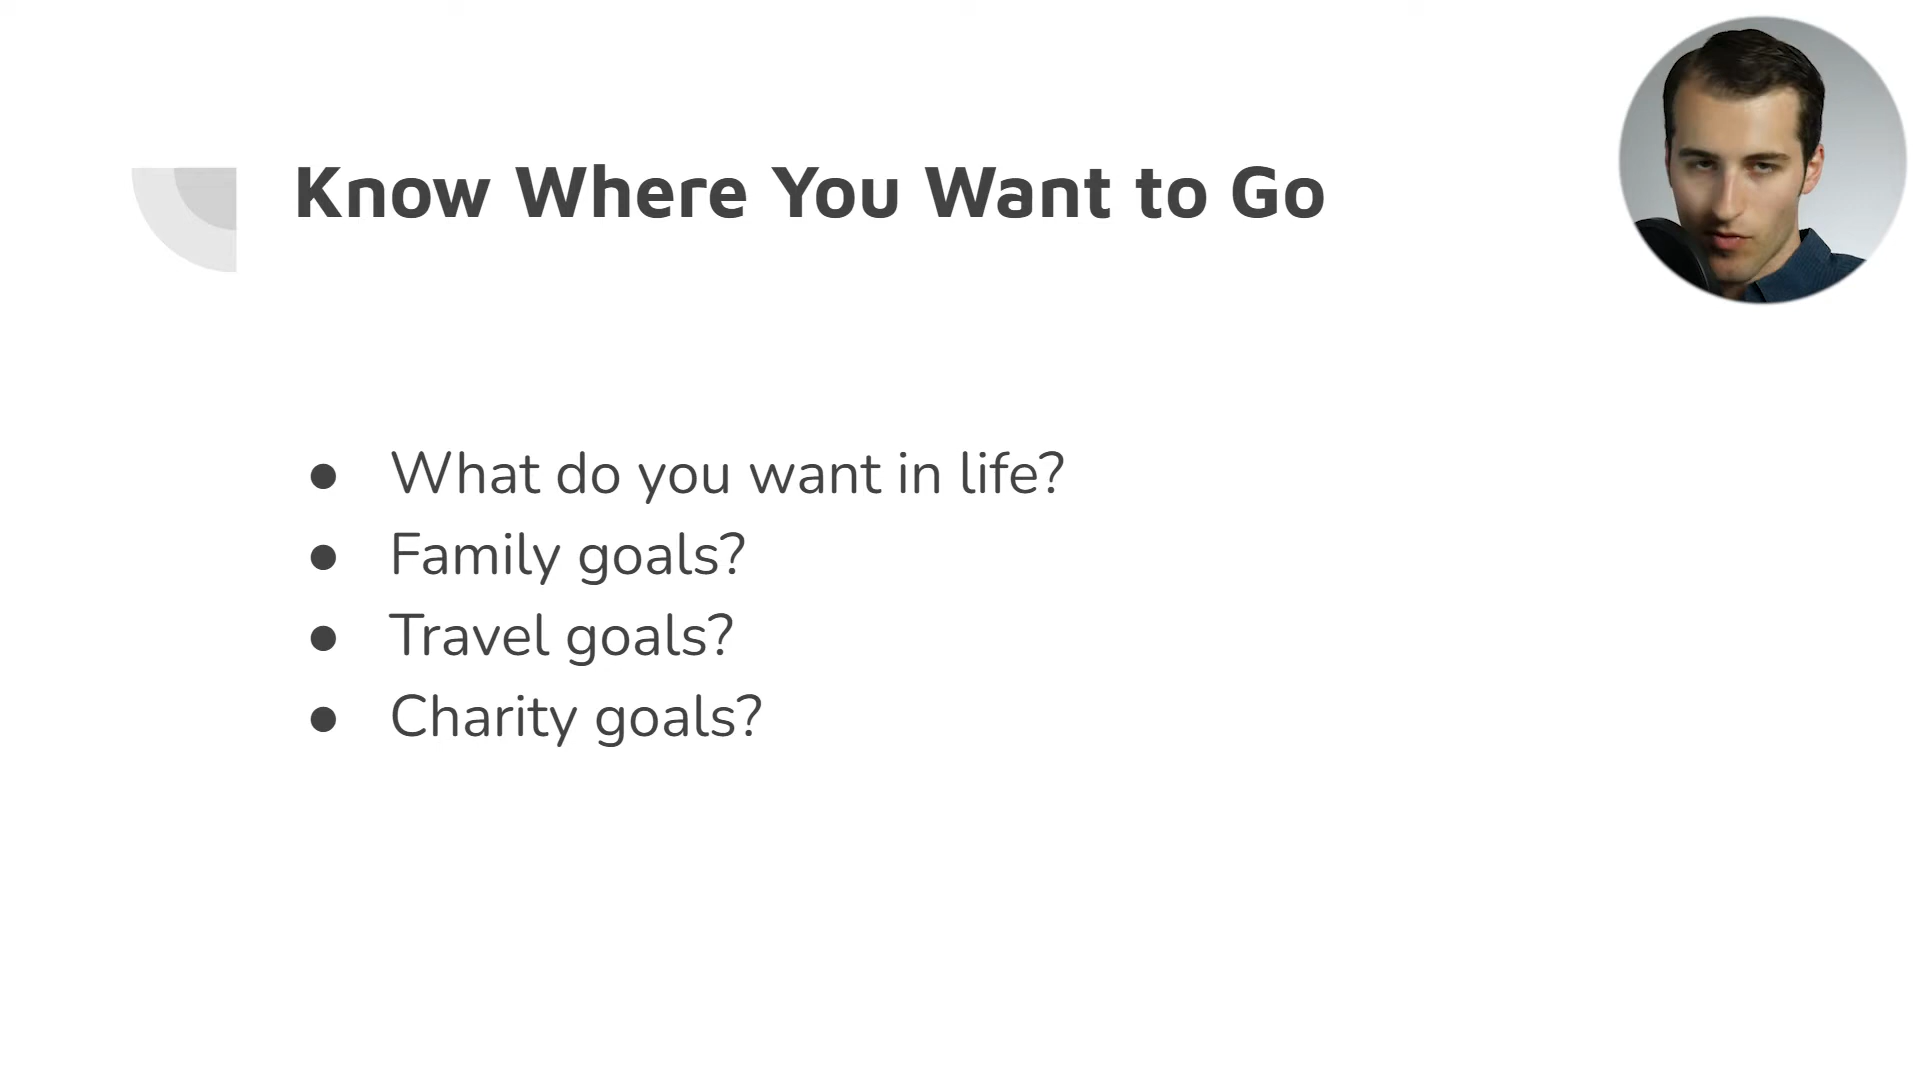 Know Where You Want to Go
● What do you want in life?
● Family goals?
● Travel goals?
● Charity goals?